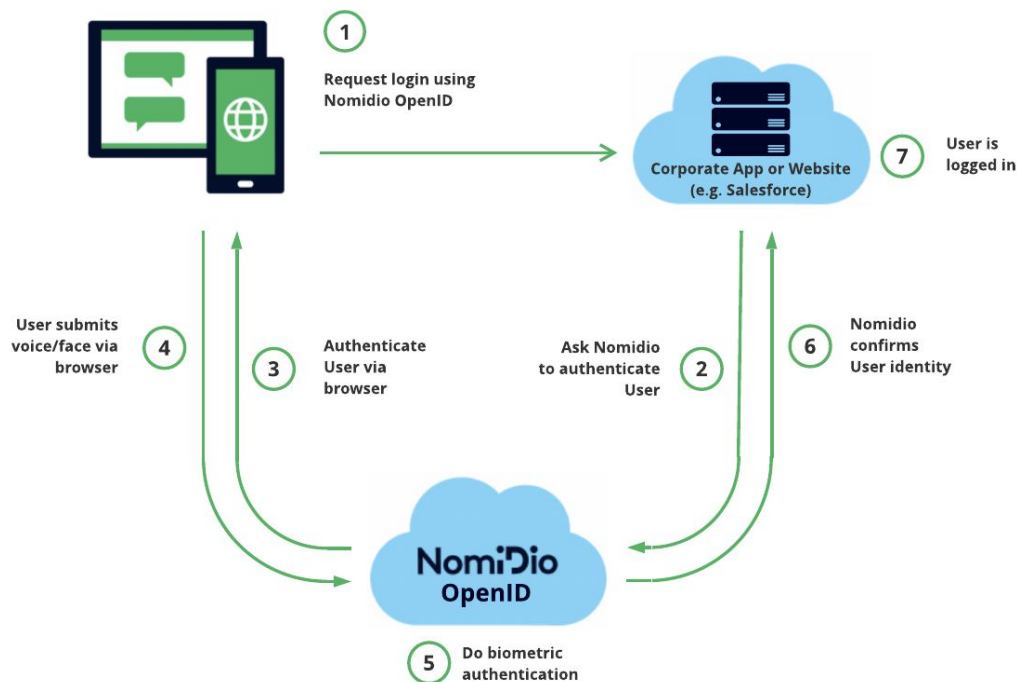 1
Request login using
Nomidio OpenID
Corporate App or Website
(e.g. Salesforce)
7
User is
logged in
User submits
voice/face via
browser
4
3
Authenticate
User via
browser
Ask Nomidio
to authenticate
User
2
6
Nomidio
confirms
User identity
NomiDio
OpenID
5
Do biometric
authentication